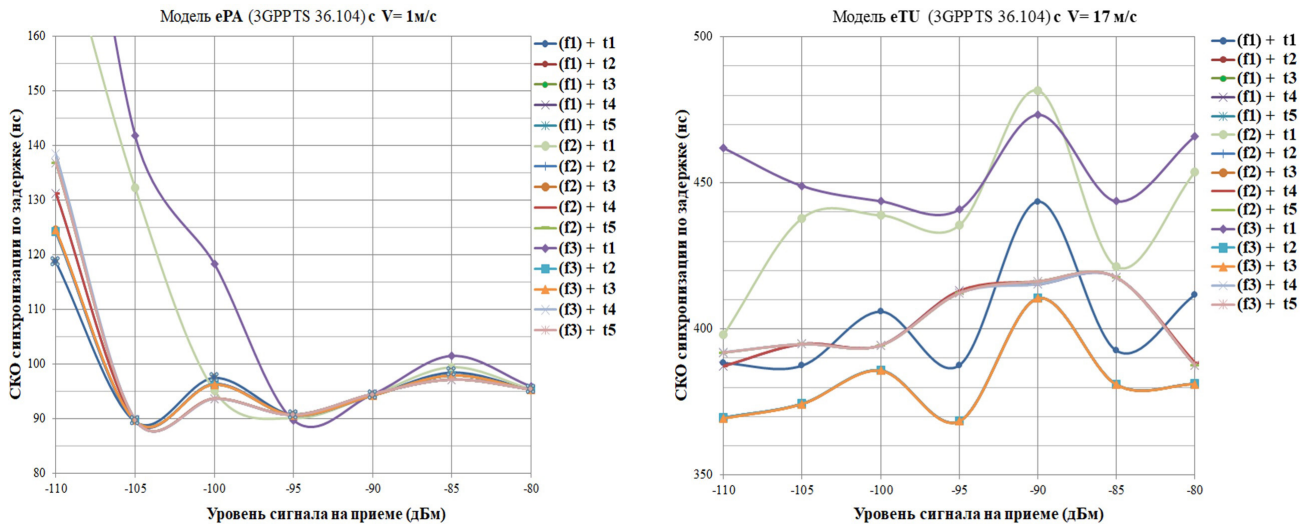 Модель ePA (3GPP TS 36.104) с V= 1м/с
160
150
140
130
120
110
100
90
80
-110
-105
-100
-95
-90
-85
-80
СКО синхронизации по задержке (нс)
Уровень сигнала на приеме (дБм)
(f1) + t1
(f1) + t2
(f1) + t3
(f1) + t4
(f1) + t5
(f2) + t1
(f2) + t2
(f2) + t3
(f2) + t4
(f2) + t5
(f3) + t1
(f3) + t2
(f3) + t3
(f3) + t4
(f3) + t5
Модель eTU (3GPP TS 36.104) с V= 17 м/с
500
450
400
350
-110
-105
-100
-95
-90
-85
-80
СКО синхронизации по задержке (нс)
Уровень сигнала на приеме (дБм)
(f1) + t1
(f1) + t2
(f1) + t3
(f1) + t4
(f1) + t5
(f2) + t1
(f2) + t2
(f2) + t3
(f2) + t4
(f2) + t5
(f3) + t1
(f3) + t2
(f3) + t3
(f3) + t4
(f3) + t5